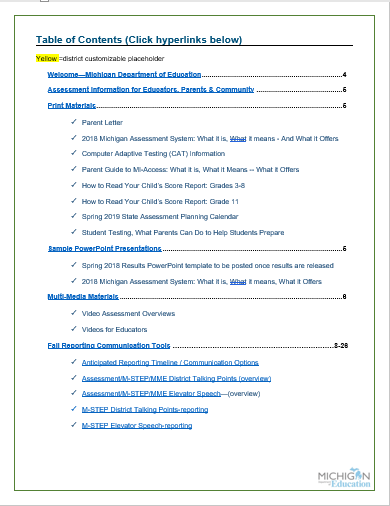 Table of Contents (Click hyperlinks below)
Yellow =district customizable placeholder
Welcome—Michigan Department of Education 4
Assessment Information for Educators, Parents & Community 5
Print Materials 5
✓ Parent Letter
✓ 2018 Michigan Assessment System: What it is, What it means - And What it Offers
✓ Computer Adaptive Testing (CAT) Information
✓ Parent Guide to MI-Access: What it is, What it Means -- What it Offers
✓ How to Read Your Child's Score Report: Grades 3-8
✓ How to Read Your Child's Score Report: Grade 11
✓ Spring 2019 State Assessment Planning Calendar
✓ Student Testing, What Parents Can Do to Help Students Prepare
Sample PowerPoint Presentations 5
✓ Spring 2018 Results PowerPoint template to be posted once results are released
✓ 2018 Michigan Assessment System: What it is, What it means, What it Offers
Multi-Media Materials 6
✓ Video Assessment Overviews
✓ Videos for Educators
Fall Reporting Communication Tools 8-26
✓ Anticipated Reporting Timeline / Communication Options
✓ Assessment/M-STEP/MME District Talking Points (overview)
✓ Assessment/M-STEP/MME Elevator Speech—(overview)
✓ M-STEP District Talking Points-reporting
✓ M-STEP Elevator Speech-reporting
MICHIGAN
Education